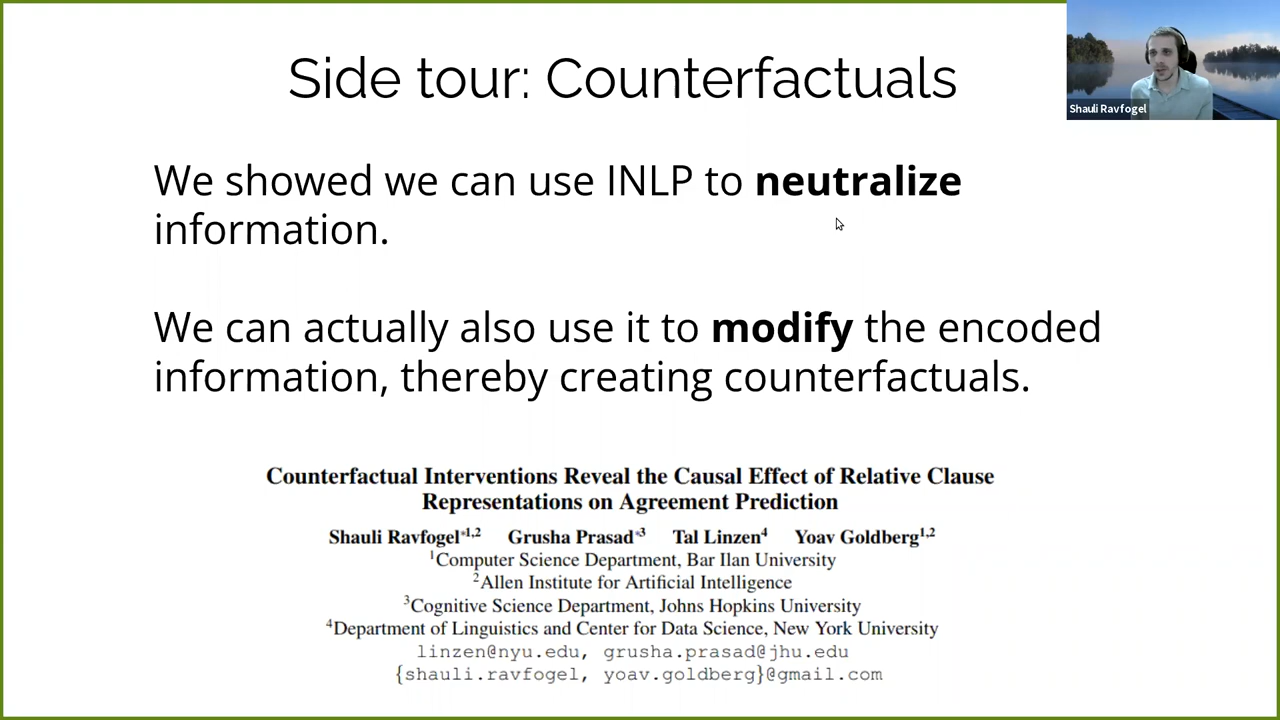 Side tour: Counterfactuals
Shauli Ravfogel
We showed we can use INLP to neutralize
information.
We can actually also use it to modify the encoded
information, thereby creating counterfactuals.
Counterfactual Interventions Reveal the Causal Effect of Relative Clause
Representations on Agreement Prediction
Shauli Ravfogel*1,2 Grusha Prasad*3 Tal Linzen4 Yoav Goldberg1,2
1Computer Science Department, Bar Ilan University
2Allen Institute for Artificial Intelligence
3Cognitive Science Department, Johns Hopkins University
4Department of Linguistics and Center for Data Science, New York University
linzen@nyu.edu, grusha.prasad@jhu.edu
{shauli.ravfogel, yoav.goldberg}@gmail.com